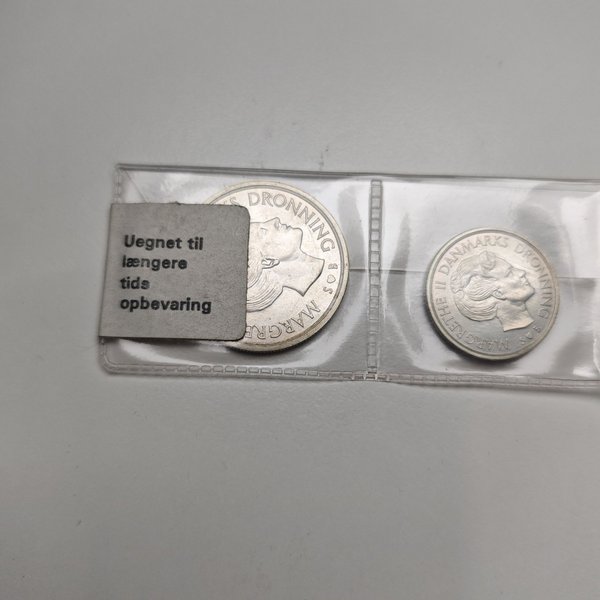 Uegnet til
længere
tids
opbevaring
S DRONNING
MARGRE
B♥S
MARGRETHE II DANMARKS DRONNING